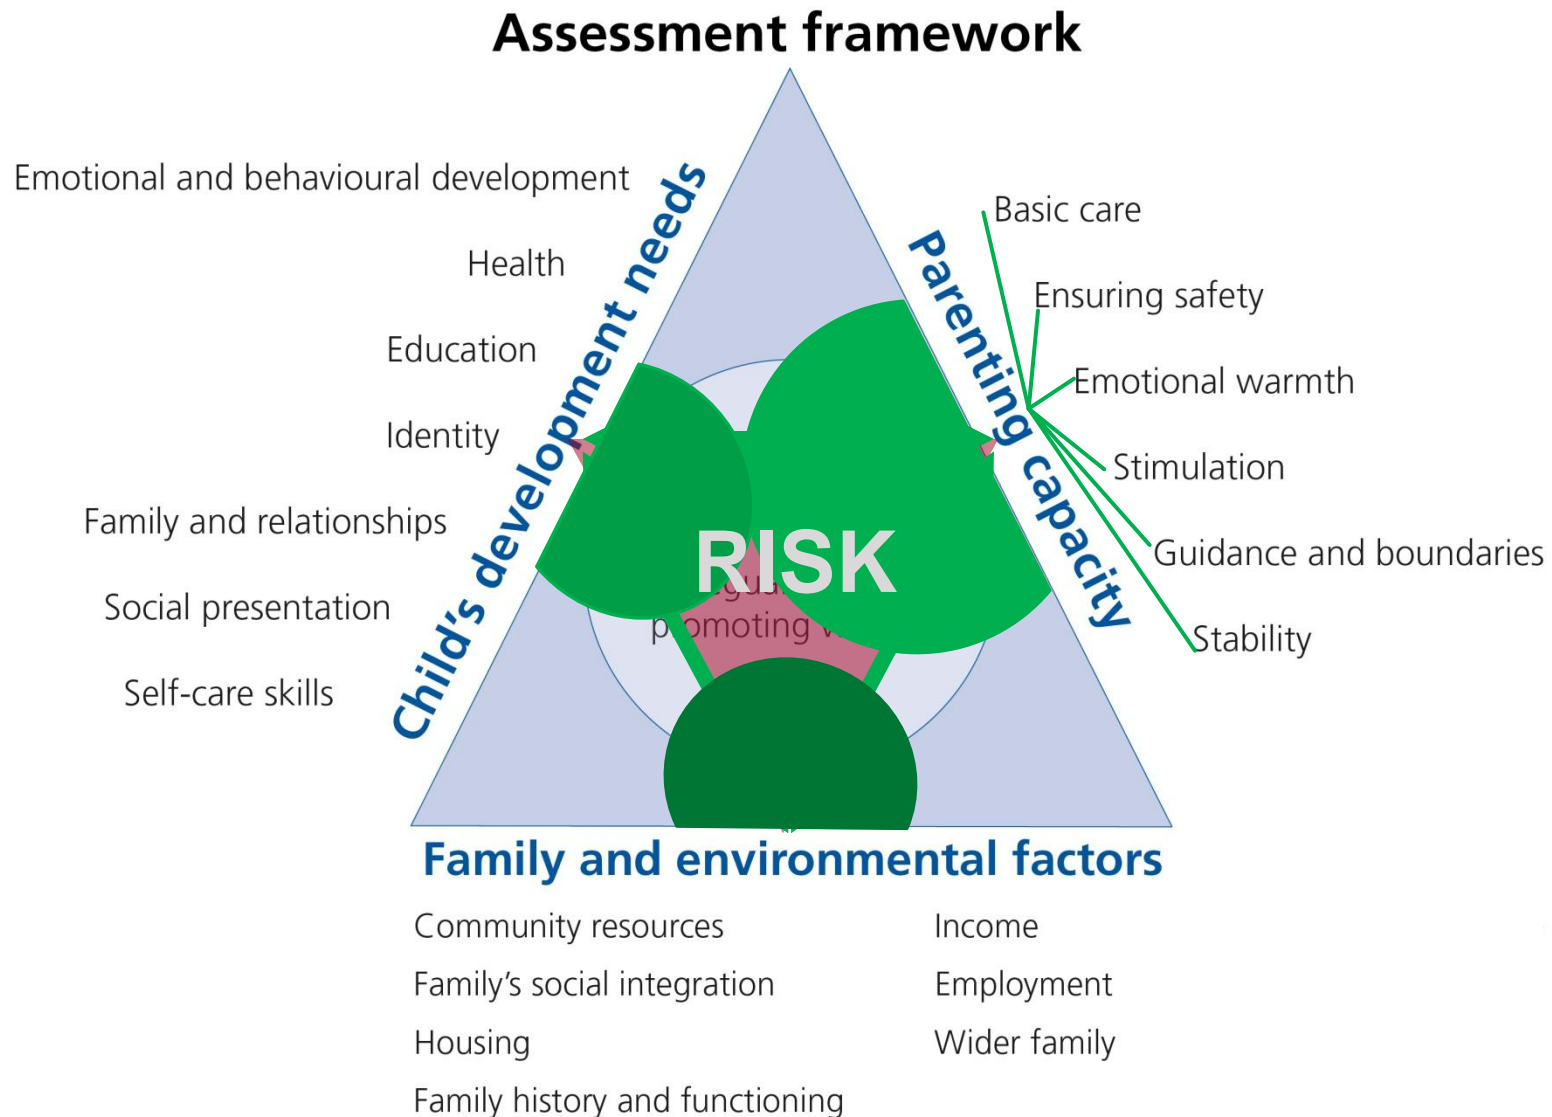 Assessment framework
Emotional and behavioural development
Health
Education
Identity
Family and relationships
Social presentation
Self-care skills
Child's development needs
Parenting capacity
Basic care
Ensuring safety
Emotional warmth
Stimulation
Guidance and boundaries
Stability
RISK
promoting
Family and environmental factors
Community resources
Family's social integration
Housing
Family history and functioning
Income
Employment
Wider family